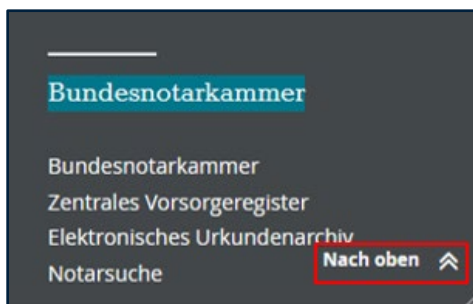 Bundesnotarkammer
Bundesnotarkammer
Zentrales Vorsorgeregister
Elektronisches Urkundenarchiv
Notarsuche
Nach oben